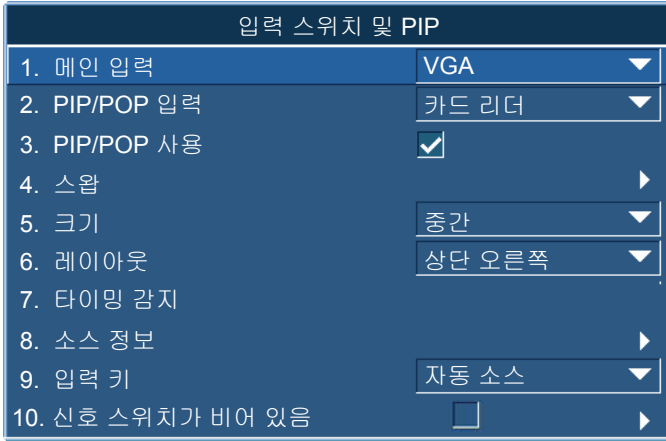 입력 스위치 및 PIP
1. 메인 입력 VGA
2. PIP/POP 입력 카드 리더
3. PIP/POP 사용
4. 스왑
5. 크기 중간
6. 레이아웃 상단 오른쪽
7. 타이밍 감지
8. 소스 정보
9. 입력 키 자동 소스
10. 신호 스위치가 비어 있음